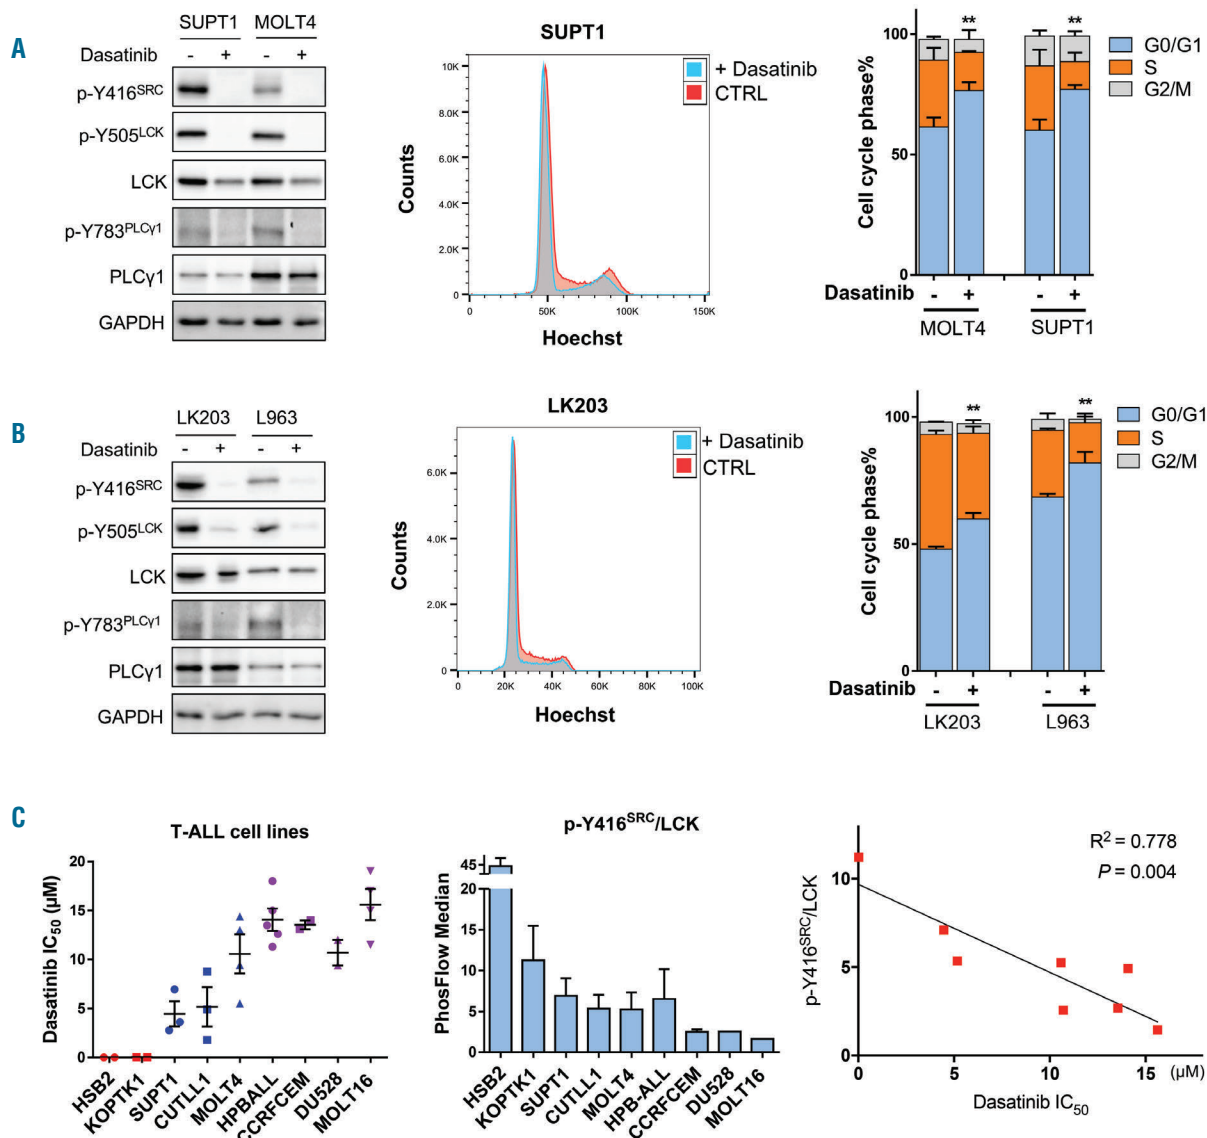 A
SUPT1 MOLT4
Dasatinib - + - +
p-Y416SRC
p-Y505LCK
LCK
p-Y783PLCγ1
PLCγ1
GAPDH
SUPT1
+ Dasatinib
CTRL
Counts
10.0K
8.0K
6.0K
4.0K
2.0K
0
0 50K 100K 150K
Hoechst
Cell cycle phase%
100
50
0
** **
G0/G1
S
G2/M
Dasatinib - + - +
MOLT4 SUPT1
B
LK203 L963
Dasatinib - + - +
p-Y416SRC
p-Y505LCK
LCK
p-Y783PLCγ1
PLCγ1
GAPDH
LK203
+ Dasatinib
CTRL
Counts
6.0K
4.0K
2.0K
0
0 20K 40K 60K 80K 100K
Hoechst
Cell cycle phase%
100
50
0
** **
G0/G1
S
G2/M
Dasatinib - + - +
LK203 L963
C
T-ALL cell lines
Dasatinib IC50 (µM)
20
15
10
5
0
HSB2 KOPTK1 SUPT1 CUTLL1 MOLT4 HPBALL CCRFCEM DU528 MOLT16
p-Y416SRC/LCK
PhosFlow Median
45
20
15
10
5
0
HSB2 KOPTK1 SUPT1 CUTLL1 MOLT4 HPB-ALL CCRFCEM DU528 MOLT16
R2 = 0.778
P = 0.004
p-Y416SRC/LCK
10
5
0
0 5 10 15 (µM)
Dasatinib IC50